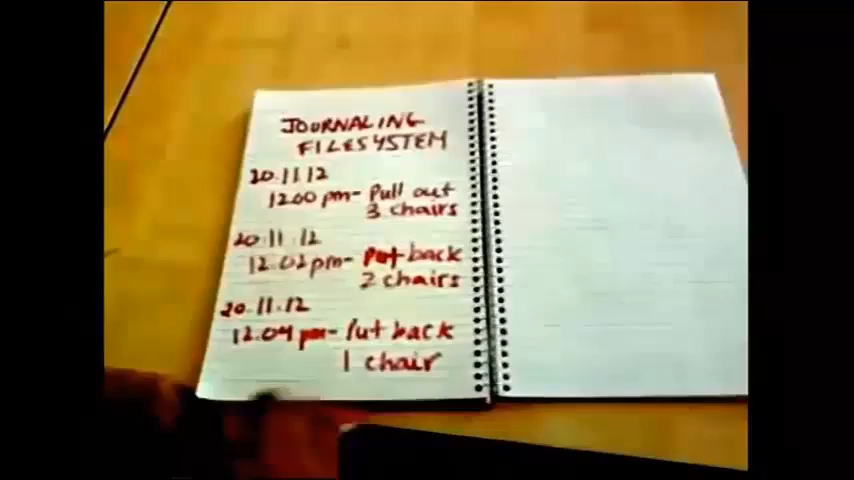 JOURNALING
FILESYSTEM
20.11.12
12.00 pm- Pull out
3 chairs
20.11.12
12.02 pm- Put back
2 chairs
20.11.12
12.04 pm- Put back
1 chair